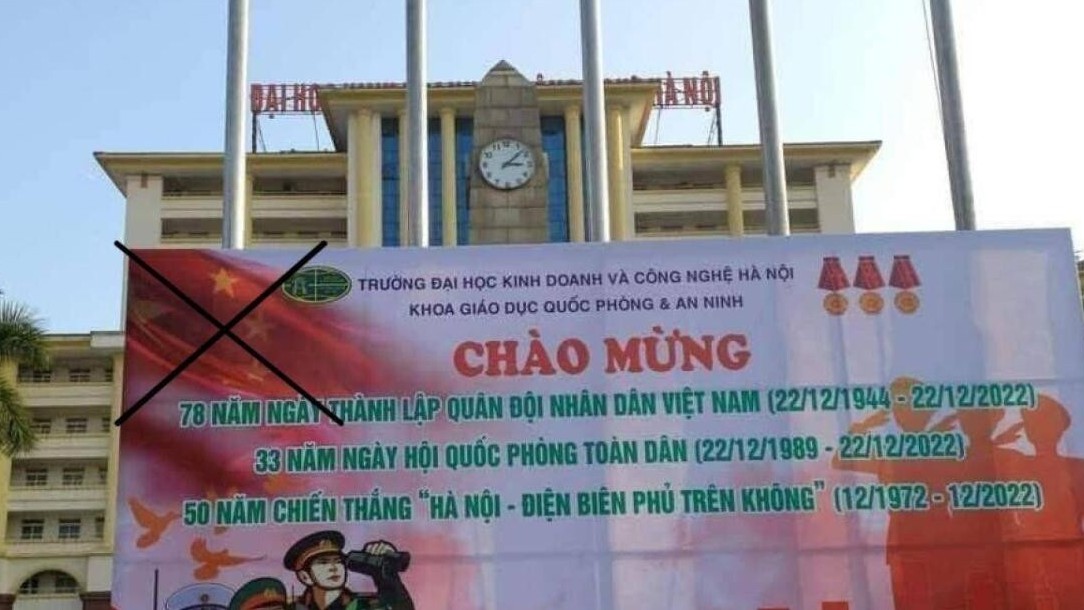 ĐẠI HÀ NỘI
TRƯỜNG ĐẠI HỌC KINH DOANH VÀ CÔNG NGHỆ HÀ NỘI
KHOA GIÁO DỤC QUỐC PHÒNG & AN NINH
CHÀO MỪNG
78 NĂM NGÀY THÀNH LẬP QUÂN ĐỘI NHÂN DÂN VIỆT NAM (22/12/1944 - 22/12/2022)
33 NĂM NGÀY HỘI QUỐC PHÒNG TOÀN DÂN (22/12/1989 - 22/12/2022)
50 NĂM CHIẾN THẮNG "HÀ NỘI - ĐIỆN BIÊN PHỦ TRÊN KHÔNG" (12/1972 - 12/2022)